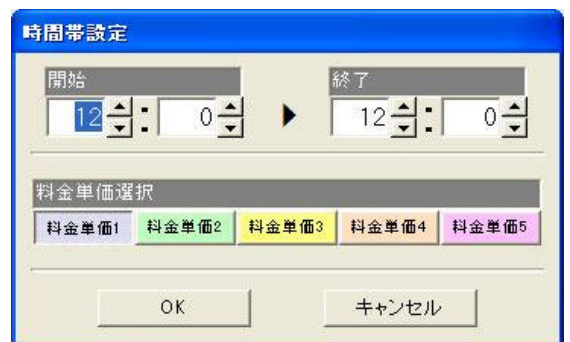 時間帯設定
開始 終了
12 : 0 ▶ 12 : 0
料金単価選択
料金単価1 料金単価2 料金単価3 料金単価4 料金単価5
OK キャンセル